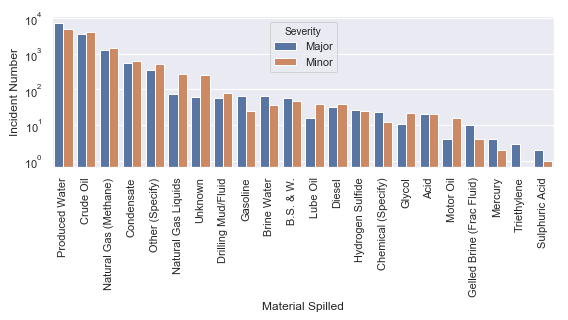 Severity
Major
Minor
Incident Number
10⁴
10³
10²
10¹
10⁰
Produced Water
Crude Oil
Natural Gas (Methane)
Condensate
Other (Specify)
Natural Gas Liquids
Unknown
Drilling Mud/Fluid
Gasoline
Brine Water
B.S. & W.
Lube Oil
Diesel
Hydrogen Sulfide
Chemical (Specify)
Glycol
Acid
Motor Oil
Gelled Brine (Frac Fluid)
Mercury
Triethylene
Sulphuric Acid
Material Spilled